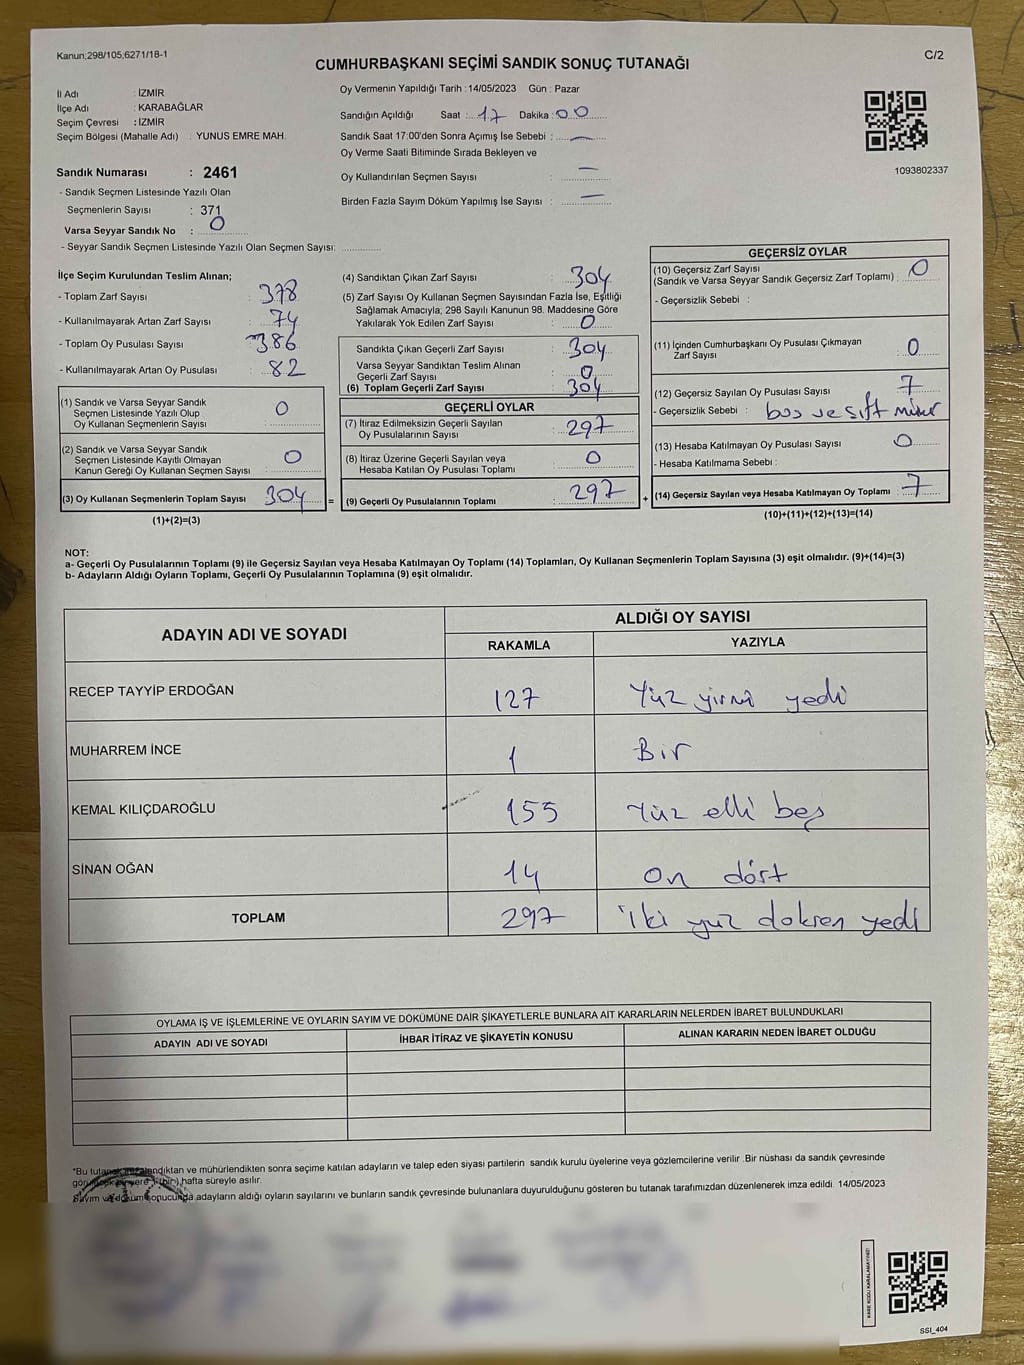 Kanun;298/105;6271/18-1
C/2
CUMHURBAŞKANI SEÇİMİ SANDIK SONUÇ TUTANAĞI
İl Adı : İZMİR
İlçe Adı : KARABAĞLAR
Seçim Çevresi : İZMİR
Seçim Bölgesi (Mahalle Adı) : YUNUS EMRE MAH.
Oy Vermenin Yapıldığı Tarih : 14/05/2023 Gün : Pazar
Sandığın Açıldığı Saat : 17 Dakika : 00
Sandık Saat 17:00'den Sonra Açımış İse Sebebi : —
Oy Verme Saati Bitiminde Sırada Bekleyen ve
Oy Kullandırılan Seçmen Sayısı : —
Birden Fazla Sayım Döküm Yapılmış İse Sayısı : —
1093802337
Sandık Numarası : 2461
- Sandık Seçmen Listesinde Yazılı Olan
Seçmenlerin Sayısı : 371
Varsa Seyyar Sandık No : 0
- Seyyar Sandık Seçmen Listesinde Yazılı Olan Seçmen Sayısı:
İlçe Seçim Kurulundan Teslim Alınan;
- Toplam Zarf Sayısı : 378
- Kullanılmayarak Artan Zarf Sayısı : 74
- Toplam Oy Pusulası Sayısı : 386
- Kullanılmayarak Artan Oy Pusulası : 82
(1) Sandık ve Varsa Seyyar Sandık
Seçmen Listesinde Yazılı Olup
Oy Kullanan Seçmenlerin Sayısı : 0
(2) Sandık ve Varsa Seyyar Sandık
Seçmen Listesinde Kayıtlı Olmayan
Kanun Gereği Oy Kullanan Seçmen Sayısı : 0
(3) Oy Kullanan Seçmenlerin Toplam Sayısı 304 =
(1)+(2)=(3)
(4) Sandıktan Çıkan Zarf Sayısı : 304
(5) Zarf Sayısı Oy Kullanan Seçmen Sayısından Fazla İse, Eşitliği
Sağlamak Amacıyla; 298 Sayılı Kanunun 98. Maddesine Göre
Yakılarak Yok Edilen Zarf Sayısı : 0
Sandıkta Çıkan Geçerli Zarf Sayısı : 304
Varsa Seyyar Sandıktan Teslim Alınan
Geçerli Zarf Sayısı : 0
(6) Toplam Geçerli Zarf Sayısı : 304
GEÇERLİ OYLAR
(7) İtiraz Edilmeksizin Geçerli Sayılan
Oy Pusulalarının Sayısı : 297
(8) İtiraz Üzerine Geçerli Sayılan veya
Hesaba Katılan Oy Pusulası Toplamı : 0
(9) Geçerli Oy Pusulalarının Toplamı : 297 +
GEÇERSİZ OYLAR
(10) Geçersiz Zarf Sayısı
(Sandık ve Varsa Seyyar Sandık Geçersiz Zarf Toplamı) : 0
- Geçersizlik Sebebi :
(11) İçinden Cumhurbaşkanı Oy Pusulası Çıkmayan
Zarf Sayısı : 0
(12) Geçersiz Sayılan Oy Pusulası Sayısı : 7
- Geçersizlik Sebebi : boş ve sift mühür
(13) Hesaba Katılmayan Oy Pusulası Sayısı : 0
- Hesaba Katılmama Sebebi :
(14) Geçersiz Sayılan veya Hesaba Katılmayan Oy Toplamı : 7
(10)+(11)+(12)+(13)=(14)
NOT:
a- Geçerli Oy Pusulalarının Toplamı (9) ile Geçersiz Sayılan veya Hesaba Katılmayan Oy Toplamı (14) Toplamları, Oy Kullanan Seçmenlerin Toplam Sayısına (3) eşit olmalıdır. (9)+(14)=(3)
b- Adayların Aldığı Oyların Toplamı, Geçerli Oy Pusulalarının Toplamına (9) eşit olmalıdır.
ADAYIN ADI VE SOYADI
ALDIĞI OY SAYISI
RAKAMLA YAZIYLA
RECEP TAYYİP ERDOĞAN 127 Yüz yirmi yedi
MUHARREM İNCE 1 Bir
KEMAL KILIÇDAROĞLU 155 Yüz elli beş
SİNAN OĞAN 14 On dört
TOPLAM 297 İki yüz doksen yedi
OYLAMA İŞ VE İŞLEMLERİNE VE OYLARIN SAYIM VE DÖKÜMÜNE DAİR ŞİKAYETLERLE BUNLARA AİT KARARLARIN NELERDEN İBARET BULUNDUKLARI
ADAYIN ADI VE SOYADI İHBAR İTİRAZ VE ŞİKAYETİN KONUSU ALINAN KARARIN NEDEN İBARET OLDUĞU
*Bu tutanak imzalandıktan ve mühürlendikten sonra seçime katılan adayların ve talep eden siyasi partilerin sandık kurulu üyelerine veya gözlemcilerine verilir. Bir nüshası da sandık çevresinde
görülecek bir yere 1 (bir) hafta süreyle asılır.
Sayım ve döküm sonucunda adayların aldığı oyların sayılarını ve bunların sandık çevresinde bulunanlara duyurulduğunu gösteren bu tutanak tarafımızdan düzenlenerek imza edildi. 14/05/2023
KARE KODU KARALAMAYINIZ!
SSI_404